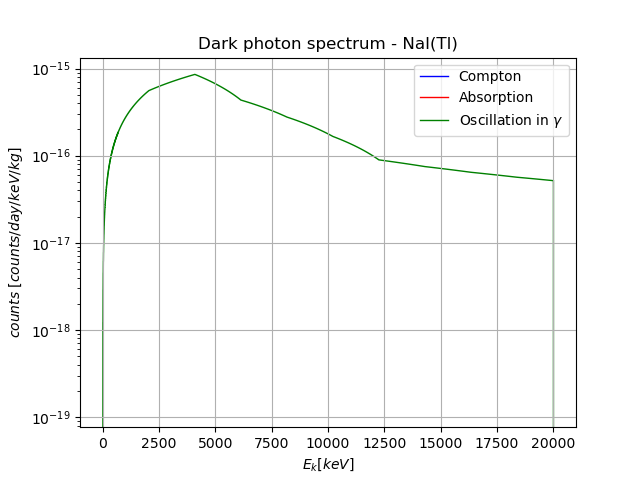 Dark photon spectrum - NaI(Tl)
Compton
Absorption
Oscillation in γ
counts [counts/day/keV/kg]
10⁻¹⁵
10⁻¹⁶
10⁻¹⁷
10⁻¹⁸
10⁻¹⁹
0 2500 5000 7500 10000 12500 15000 17500 20000
Eₖ[keV]